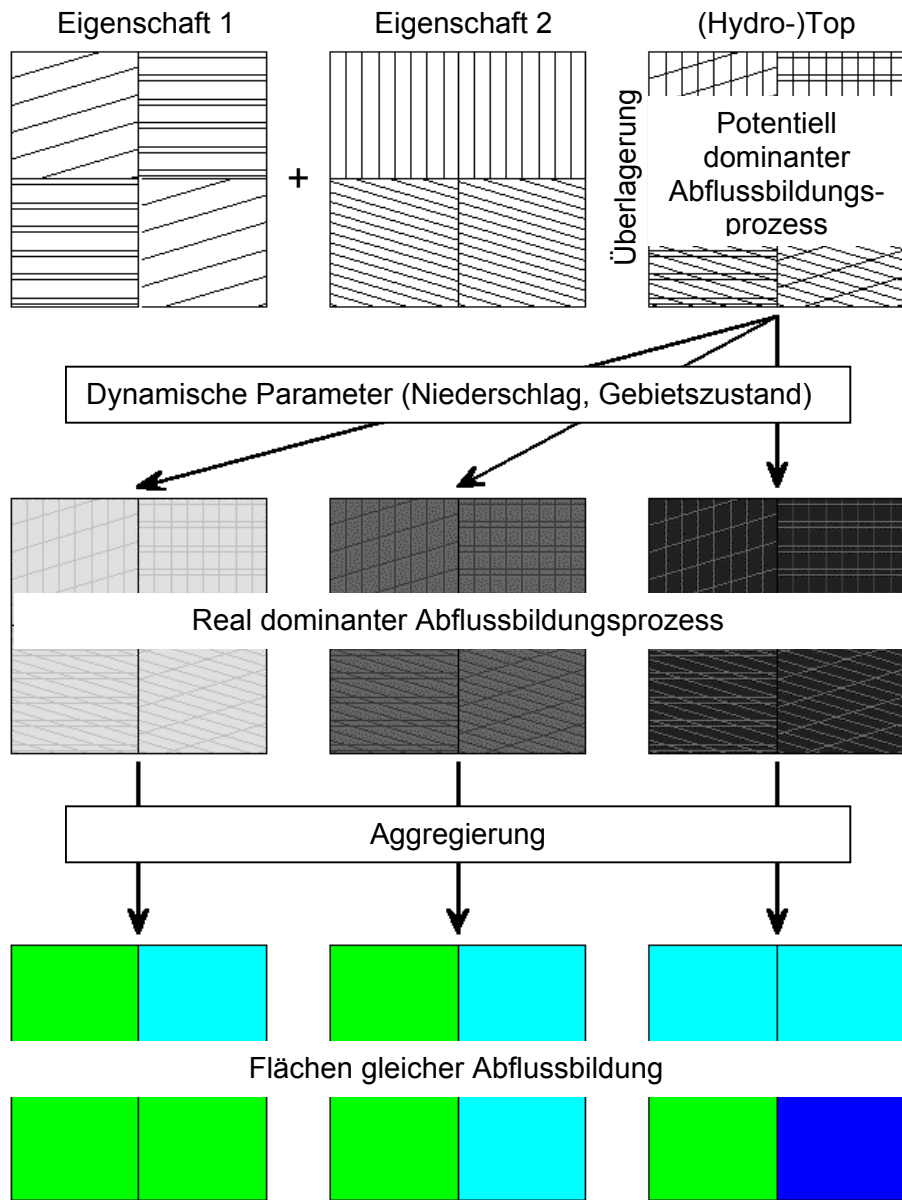 Eigenschaft 1
Eigenschaft 2
(Hydro-)Top
+
Überlagerung
Potentiell
dominanter
Abflussbildungs-
prozess
Dynamische Parameter (Niederschlag, Gebietszustand)
Real dominanter Abflussbildungsprozess
Aggregierung
Flächen gleicher Abflussbildung